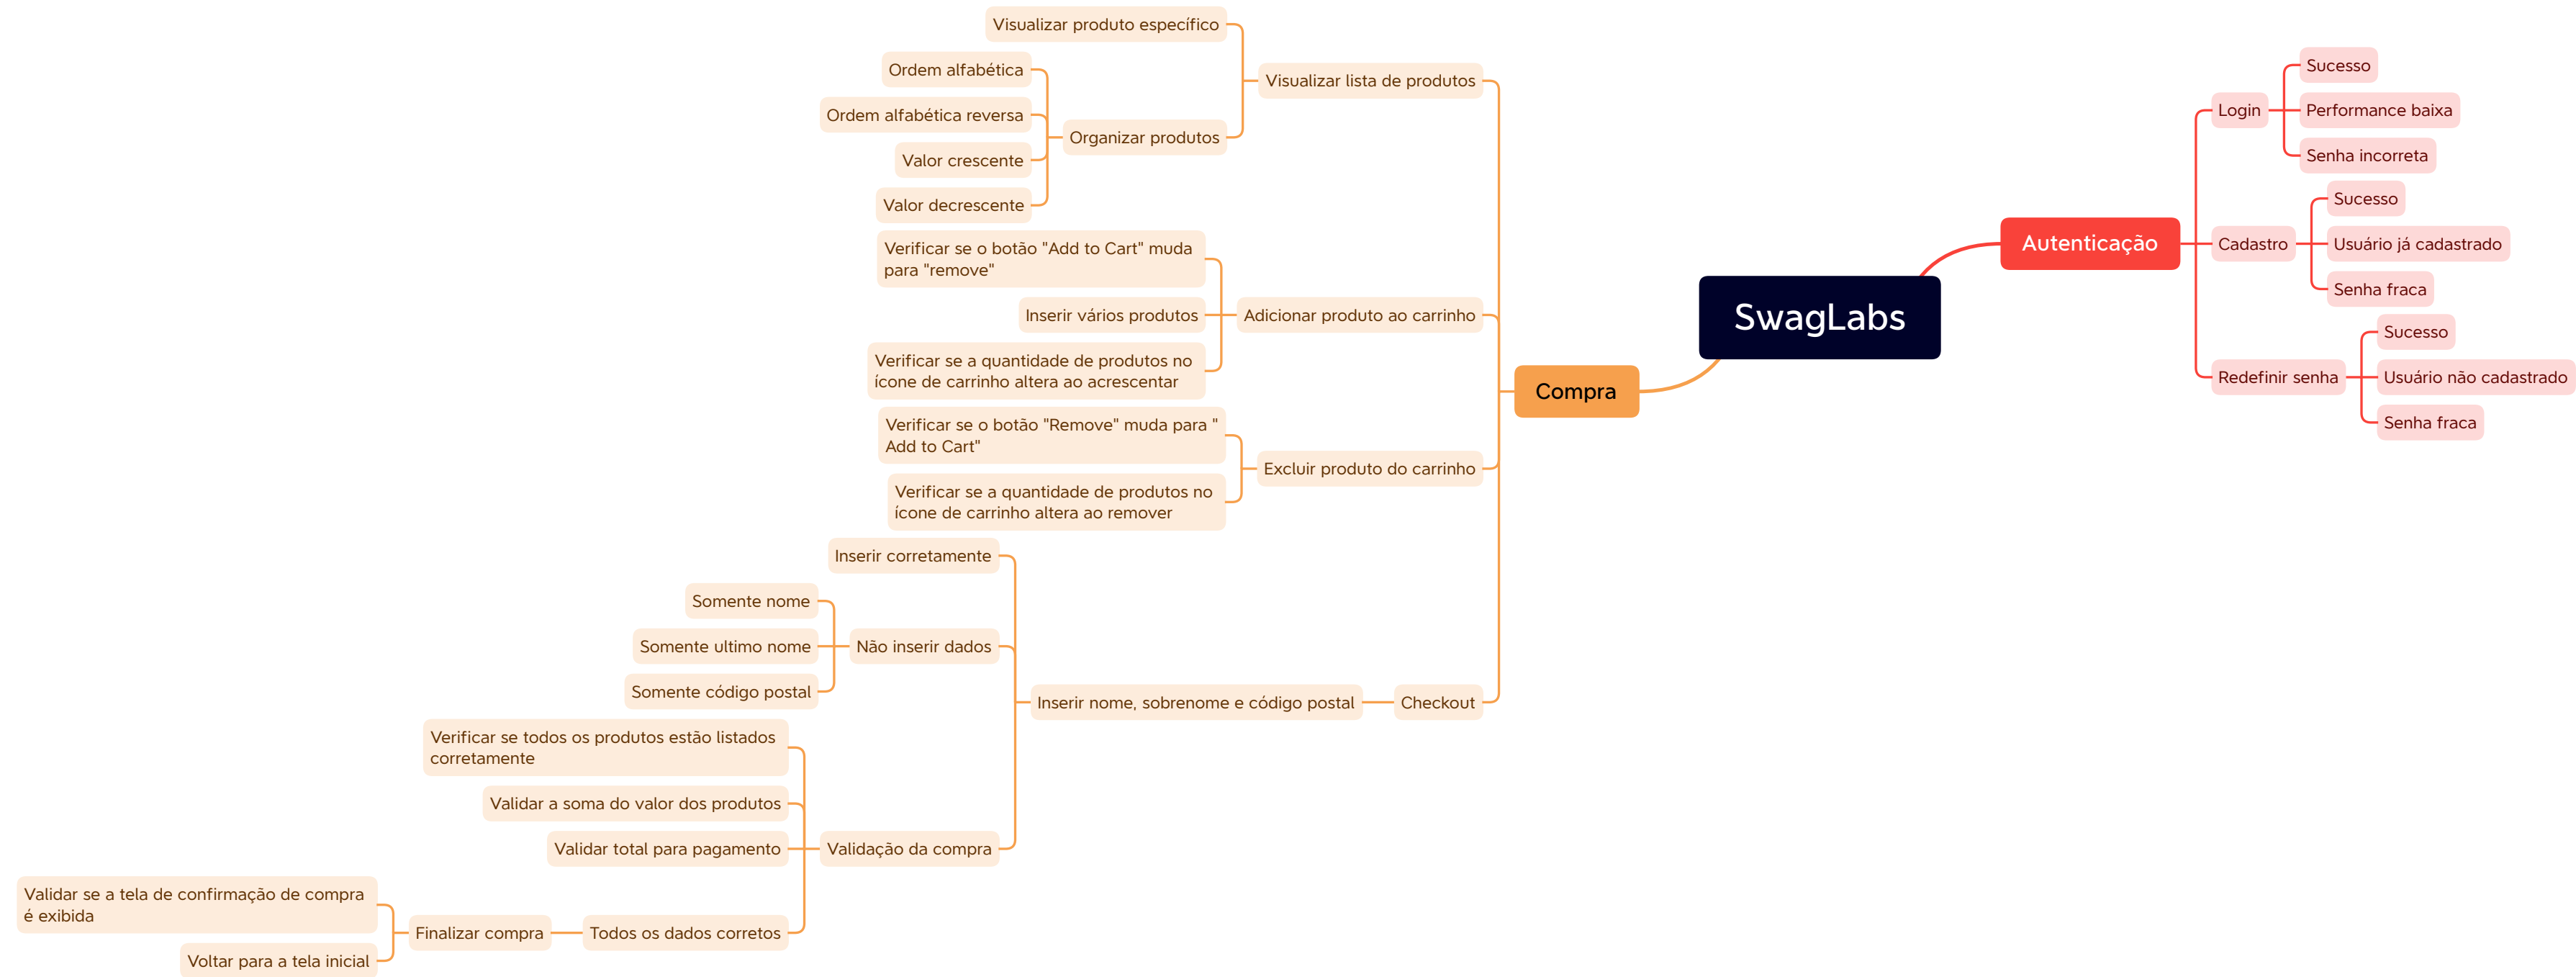 SwagLabs
Autenticação
Login
Sucesso
Performance baixa
Senha incorreta
Cadastro
Sucesso
Usuário já cadastrado
Senha fraca
Redefinir senha
Sucesso
Usuário não cadastrado
Senha fraca
Compra
Visualizar lista de produtos
Visualizar produto específico
Organizar produtos
Ordem alfabética
Ordem alfabética reversa
Valor crescente
Valor decrescente
Adicionar produto ao carrinho
Verificar se o botão "Add to Cart" muda
para "remove"
Inserir vários produtos
Verificar se a quantidade de produtos no
ícone de carrinho altera ao acrescentar
Excluir produto do carrinho
Verificar se o botão "Remove" muda para "
Add to Cart"
Verificar se a quantidade de produtos no
ícone de carrinho altera ao remover
Checkout
Inserir nome, sobrenome e código postal
Inserir corretamente
Não inserir dados
Somente nome
Somente ultimo nome
Somente código postal
Validação da compra
Verificar se todos os produtos estão listados
corretamente
Validar a soma do valor dos produtos
Validar total para pagamento
Todos os dados corretos
Finalizar compra
Validar se a tela de confirmação de compra
é exibida
Voltar para a tela inicial